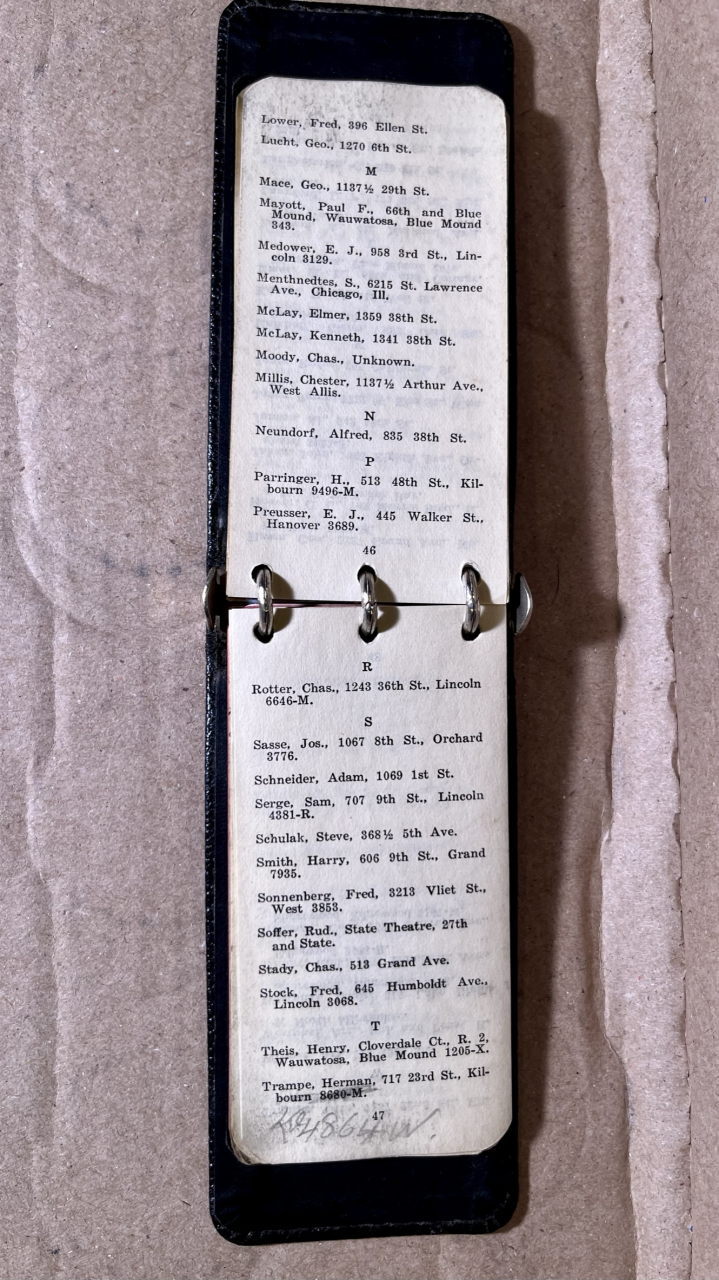 Lower, Fred, 396 Ellen St.
Lucht, Geo., 1270 6th St.
M
Mace, Geo., 1137½ 29th St.
Mayott, Paul F., 66th and Blue
Mound, Wauwatosa, Blue Mound
343.
Medower, E. J., 958 3rd St., Lin-
coln 3129.
Menthnedtes, S., 6215 St. Lawrence
Ave., Chicago, Ill.
McLay, Elmer, 1359 38th St.
McLay, Kenneth, 1341 38th St.
Moody, Chas., Unknown.
Millis, Chester, 1137½ Arthur Ave.,
West Allis.
N
Neundorf, Alfred, 835 38th St.
P
Parringer, H., 513 48th St., Kil-
bourn 9496-M.
Preusser, E. J., 445 Walker St.,
Hanover 3689.
46
R
Rotter, Chas., 1243 36th St., Lincoln
6646-M.
S
Sasse, Jos., 1067 8th St., Orchard
3776.
Schneider, Adam, 1069 1st St.
Serge, Sam, 707 9th St., Lincoln
4381-R.
Schulak, Steve, 368½ 5th Ave.
Smith, Harry, 606 9th St., Grand
7935.
Sonnenberg, Fred, 3213 Vliet St.,
West 3853.
Soffer, Rud., State Theatre, 27th
and State.
Stady, Chas., 513 Grand Ave.
Stock, Fred, 645 Humboldt Ave.,
Lincoln 3068.
T
Theis, Henry, Cloverdale Ct., R. 2,
Wauwatosa, Blue Mound 1205-X.
Trampe, Herman, 717 23rd St., Kil-
bourn 8680-M.
47